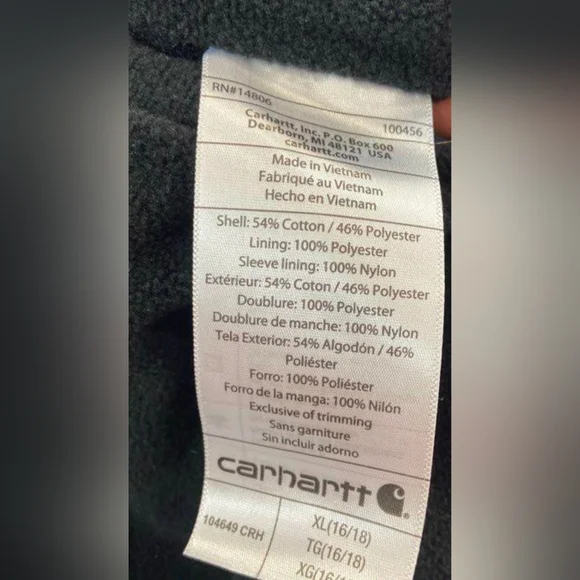 RN#14806 100456
Carhartt, Inc. P.O. Box 600
Dearborn, MI 48121 USA
carhartt.com
Made in Vietnam
Fabriqué au Vietnam
Hecho en Vietnam
Shell: 54% Cotton / 46% Polyester
Lining: 100% Polyester
Sleeve lining: 100% Nylon
Extérieur: 54% Coton / 46% Polyester
Doublure: 100% Polyester
Doublure de manche: 100% Nylon
Tela Exterior: 54% Algodón / 46%
Poliéster
Forro: 100% Poliéster
Forro de la manga: 100% Nilón
Exclusive of trimming
Sans garniture
Sin incluir adorno
carhartt
104649 CRH
XL(16/18)
TG(16/18)